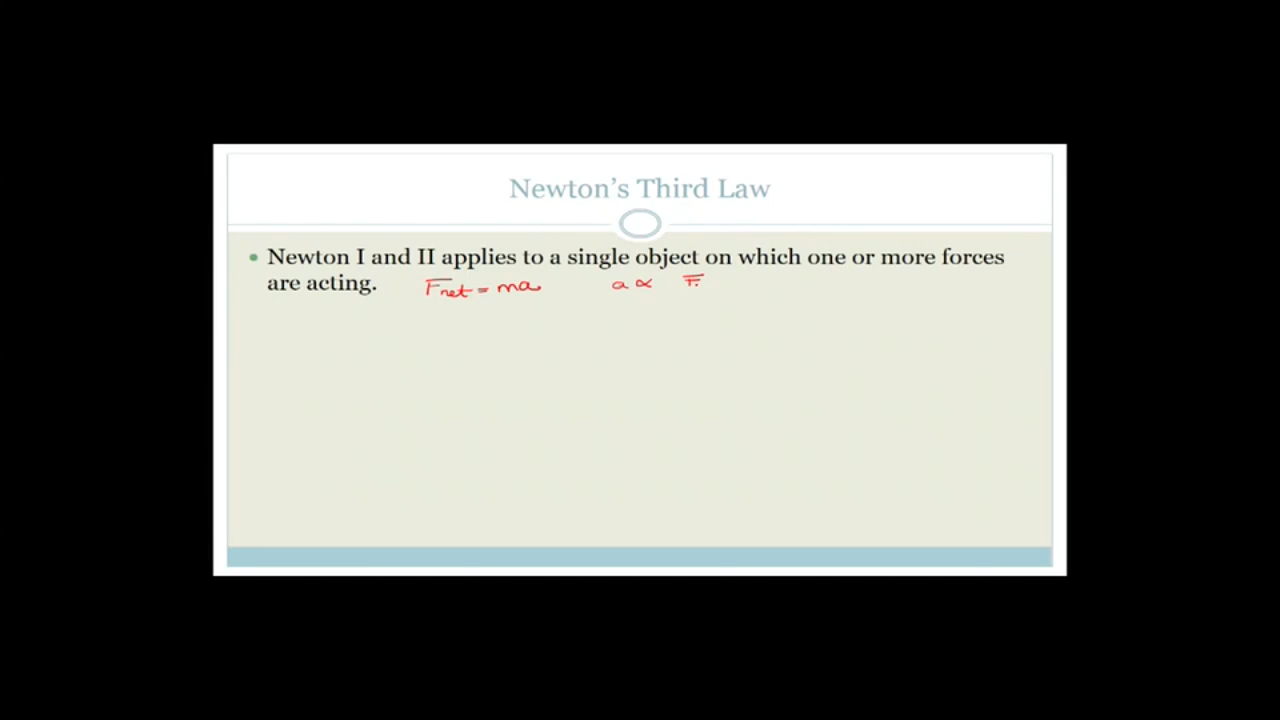 Newton's Third Law
• Newton I and II applies to a single object on which one or more forces
are acting. Fnet = ma a ∝ F